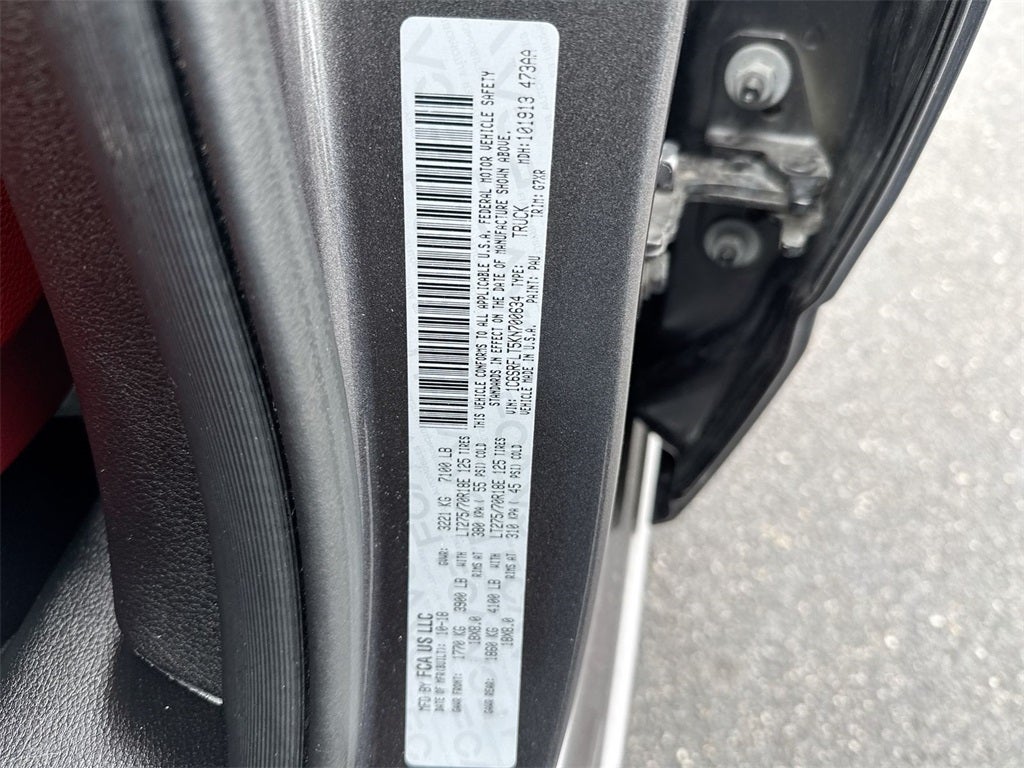 MFD BY FCA US LLC
DATE OF MFR(BUILT): 10-18 GVWR: 3221 KG 7100 LB
GAWR FRONT: 1770 KG 3900 LB WITH LT275/70R18E 125 TIRES
18X8.0 RIMS AT 380 KPA ( 55 PSI) COLD
GAWR REAR: 1860 KG 4100 LB WITH LT275/70R18E 125 TIRES
18X8.0 RIMS AT 310 KPA ( 45 PSI) COLD
THIS VEHICLE CONFORMS TO ALL APPLICABLE U.S.A. FEDERAL MOTOR VEHICLE SAFETY
STANDARDS IN EFFECT ON THE DATE OF MANUFACTURE SHOWN ABOVE.
VIN: 1C6SRFLT5KN700634 TYPE: TRUCK MDH: 101913 473AA
VEHICLE MADE IN U.S.A. PAINT: PAU TRIM: G7XR